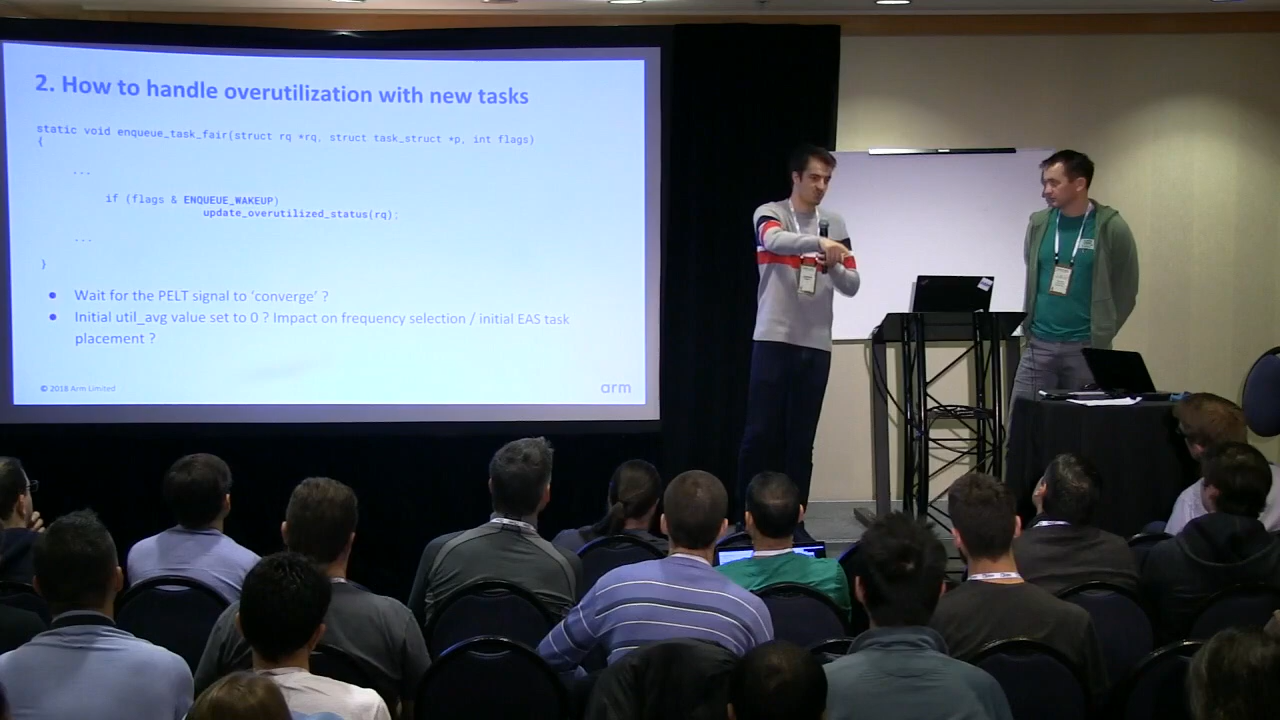 2. How to handle overutilization with new tasks
static void enqueue_task_fair(struct rq *rq, struct task_struct *p, int flags)
{
...
if (flags & ENQUEUE_WAKEUP)
update_overutilized_status(rq);
...
}
● Wait for the PELT signal to ‘converge’ ?
● Initial util_avg value set to 0 ? Impact on frequency selection / initial EAS task
placement ?
© 2018 Arm Limited
arm